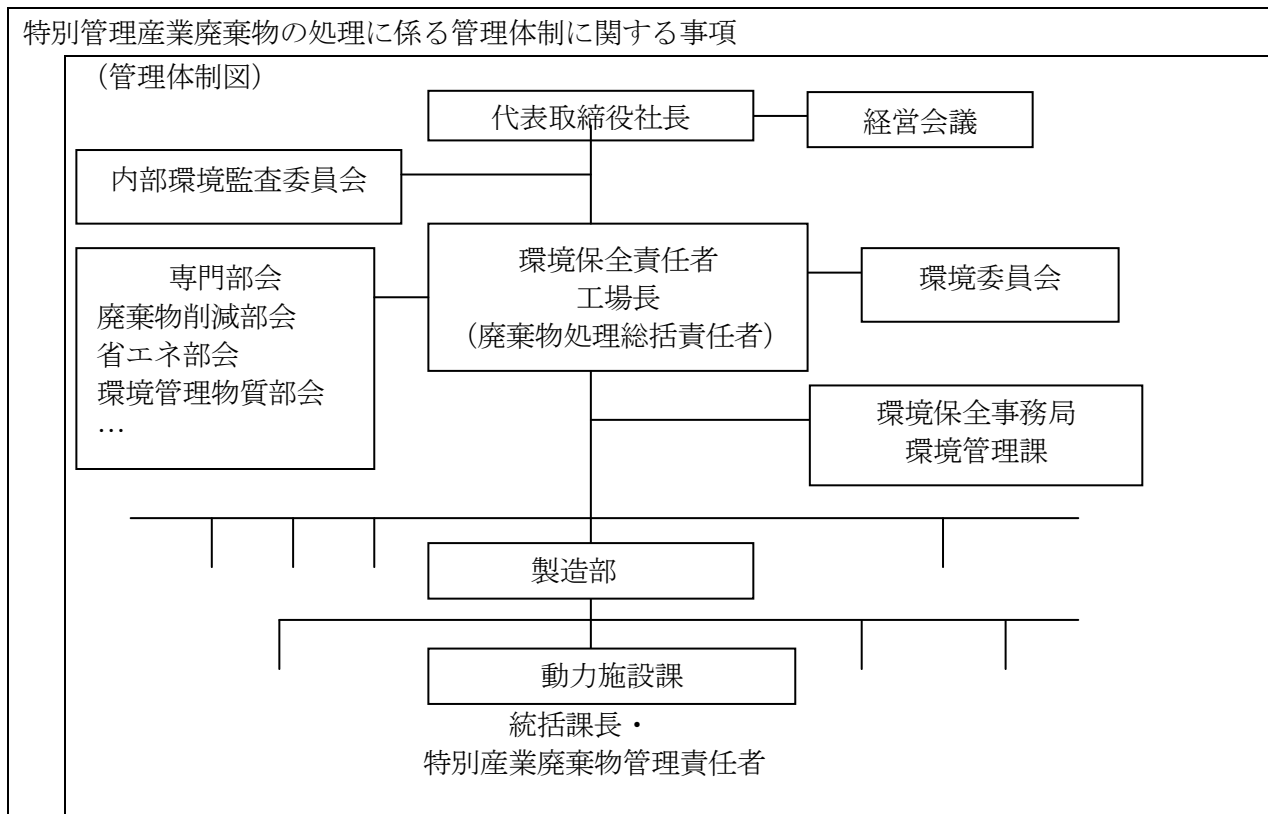 特別管理産業廃棄物の処理に係る管理体制に関する事項
（管理体制図）
代表取締役社長
経営会議
内部環境監査委員会
環境保全責任者
工場長
（廃棄物処理総括責任者）
環境委員会
専門部会
廃棄物削減部会
省エネ部会
環境管理物質部会
…
環境保全事務局
環境管理課
製造部
動力施設課
統括課長・
特別産業廃棄物管理責任者